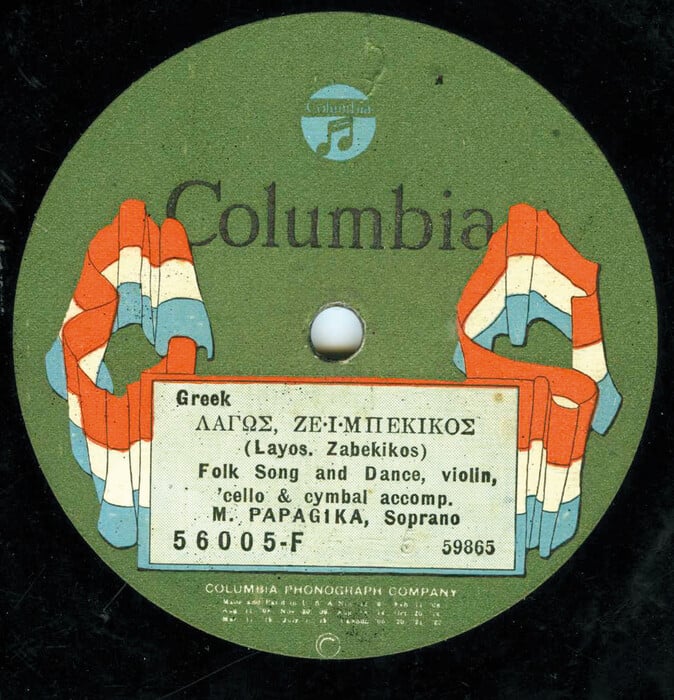 Columbia
Columbia
Greek
ΛΑΓΩΣ, ΖΕ·Ι·ΜΠΕΚΙΚΟΣ
(Layos. Zabekikos)
Folk Song and Dance, violin,
'cello & cymbal accomp.
M. PAPAGIKA, Soprano
56005-F 59865
COLUMBIA PHONOGRAPH COMPANY
©